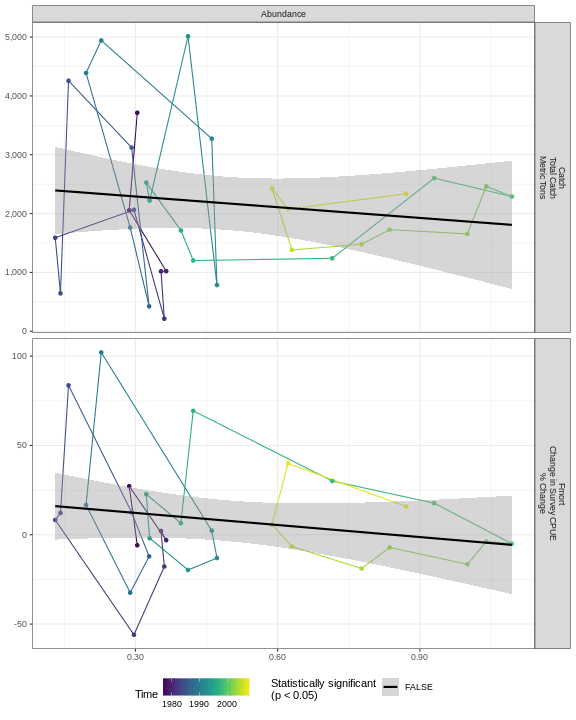 Abundance
5,000
4,000
3,000
2,000
1,000
0
Catch
Total Catch
Metric Tons
100
50
0
-50
Fmort
Change in Survey CPUE
% Change
0.30
0.60
0.90
Time
1980
1990
2000
Statistically significant
(p < 0.05)
FALSE